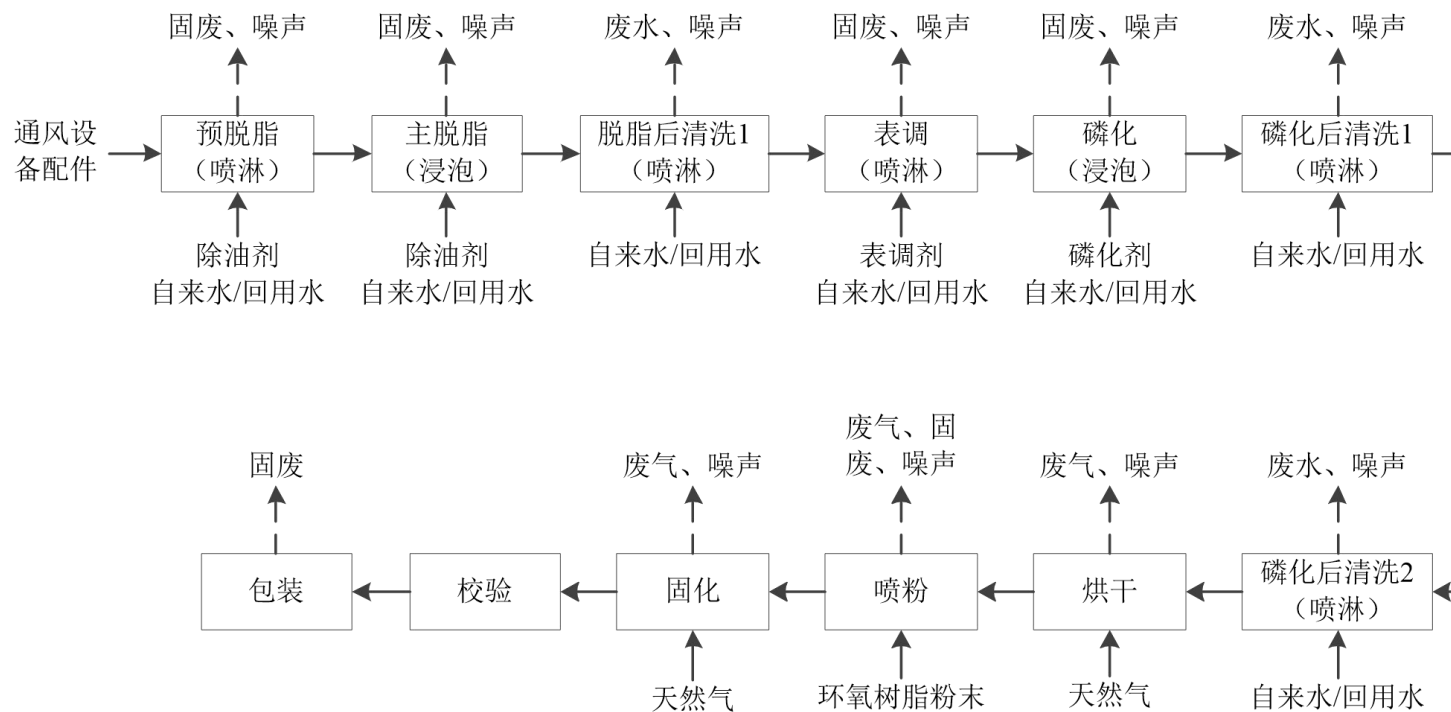 固废、噪声
固废、噪声
废水、噪声
固废、噪声
固废、噪声
废水、噪声
通风设
备配件
预脱脂
（喷淋）
主脱脂
（浸泡）
脱脂后清洗1
（喷淋）
表调
（喷淋）
磷化
（浸泡）
磷化后清洗1
（喷淋）
除油剂
自来水/回用水
除油剂
自来水/回用水
自来水/回用水
表调剂
自来水/回用水
磷化剂
自来水/回用水
自来水/回用水
固废
废气、噪声
废气、固
废、噪声
废气、噪声
废水、噪声
包装
校验
固化
喷粉
烘干
磷化后清洗2
（喷淋）
天然气
环氧树脂粉末
天然气
自来水/回用水